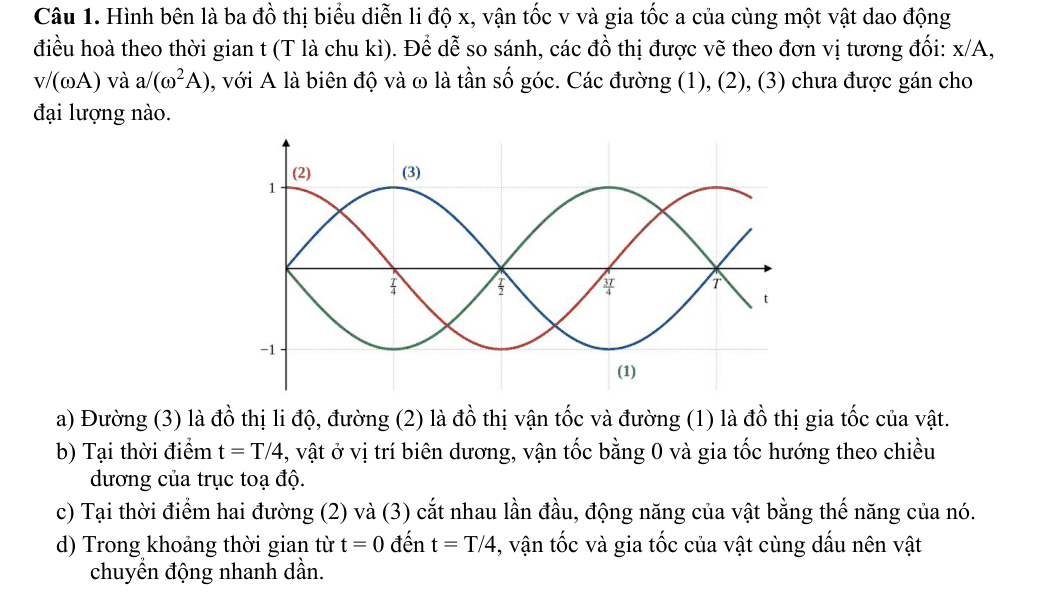 Câu 1. Hình bên là ba đồ thị biểu diễn li độ x, vận tốc v và gia tốc a của cùng một vật dao động
điều hoà theo thời gian t (T là chu kì). Để dễ so sánh, các đồ thị được vẽ theo đơn vị tương đối: x/A,
v/(ωA) và a/(ω²A), với A là biên độ và ω là tần số góc. Các đường (1), (2), (3) chưa được gán cho
đại lượng nào.
(2) (3)
1
T/4 T/2 3T/4 T
t
−1
(1)
a) Đường (3) là đồ thị li độ, đường (2) là đồ thị vận tốc và đường (1) là đồ thị gia tốc của vật.
b) Tại thời điểm t = T/4, vật ở vị trí biên dương, vận tốc bằng 0 và gia tốc hướng theo chiều
dương của trục toạ độ.
c) Tại thời điểm hai đường (2) và (3) cắt nhau lần đầu, động năng của vật bằng thế năng của nó.
d) Trong khoảng thời gian từ t = 0 đến t = T/4, vận tốc và gia tốc của vật cùng dấu nên vật
chuyển động nhanh dần.